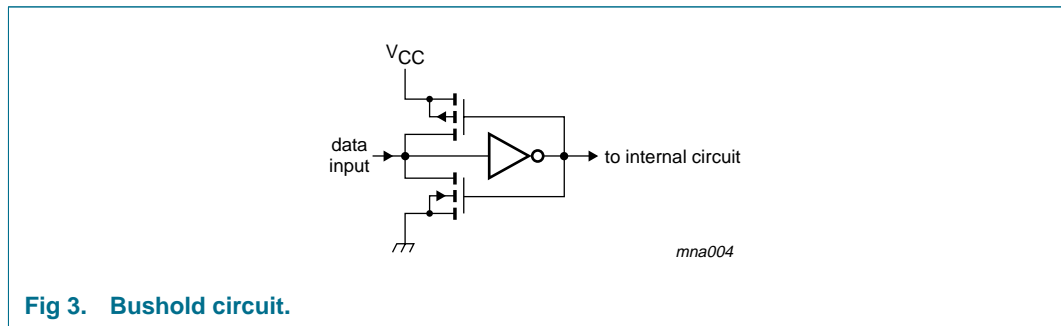 VCC
data
input
to internal circuit
mna004
Fig 3. Bushold circuit.